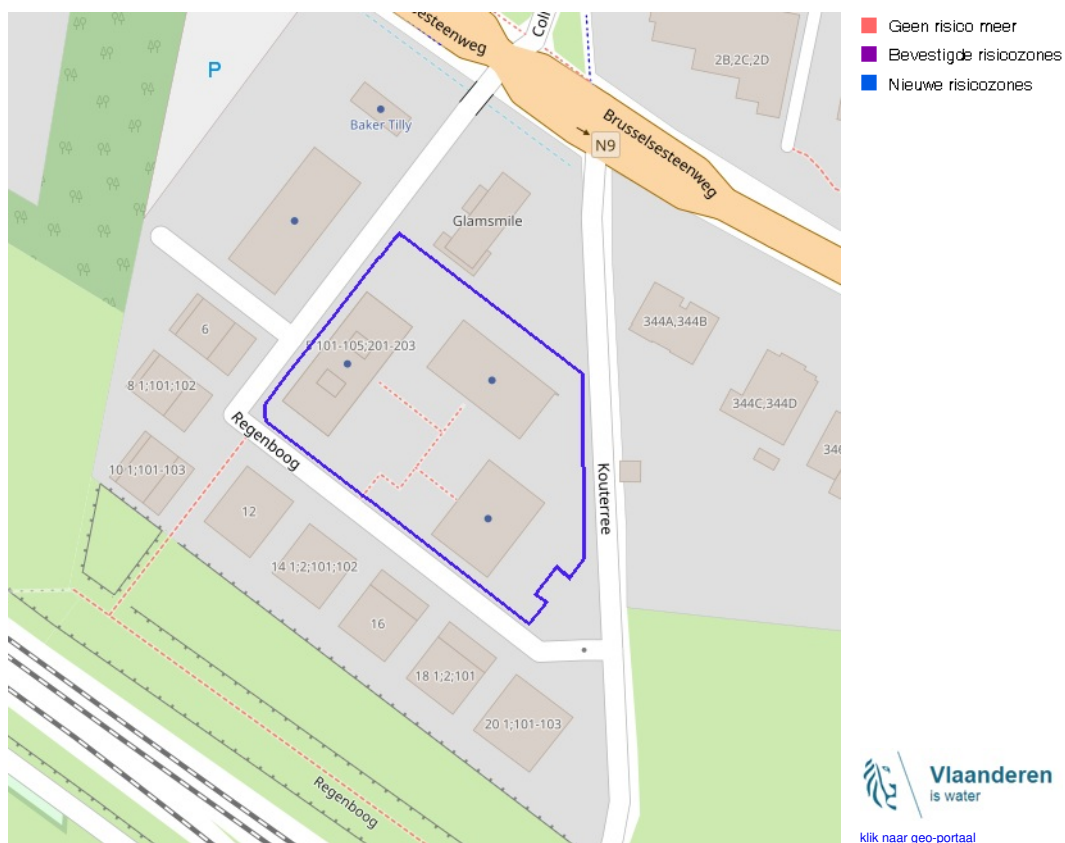 sesteenweg
Colr
2B,2C,2D
P
Baker Tilly
Brusselsesteenweg
N9
Glamsmile
6
101-105;201-203
344A,344B
8 1;101;102
344C,344D
Regenboog
10 1;101-103
346
Kouterree
12
14 1;2;101;102
16
18 1;2;101
20 1;101-103
Regenboog
Geen risico meer
Bevestigde risicozones
Nieuwe risicozones
Vlaanderen
is water
klik naar geo-portaal